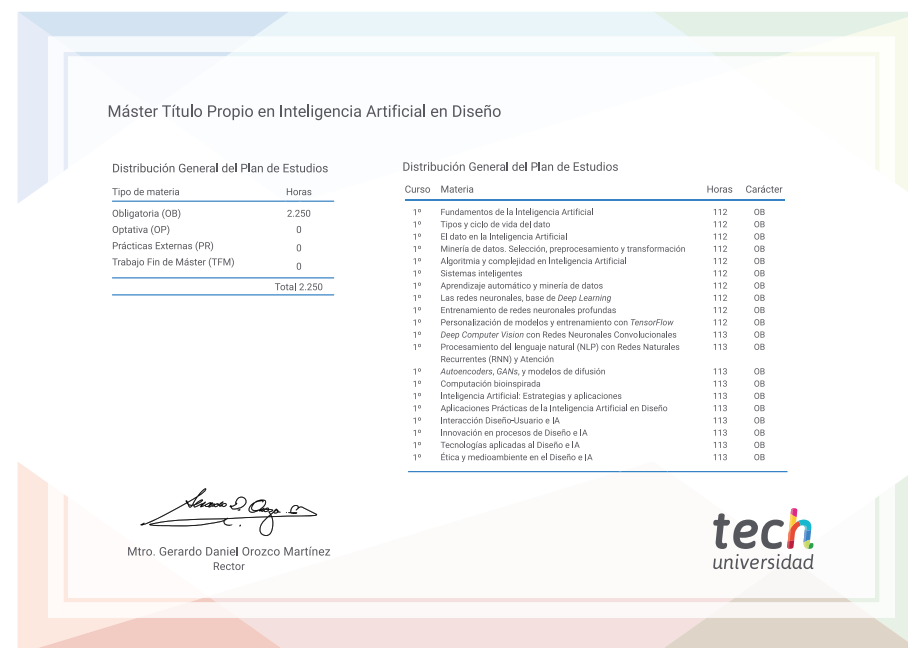 Máster Título Propio en Inteligencia Artificial en Diseño
Distribución General del Plan de Estudios
Tipo de materia Horas
Obligatoria (OB) 2.250
Optativa (OP) 0
Prácticas Externas (PR) 0
Trabajo Fin de Máster (TFM) 0
Total 2.250
Distribución General del Plan de Estudios
Curso Materia Horas Carácter
1º Fundamentos de la Inteligencia Artificial 112 OB
1º Tipos y ciclo de vida del dato 112 OB
1º El dato en la Inteligencia Artificial 112 OB
1º Minería de datos. Selección, preprocesamiento y transformación 112 OB
1º Algoritmia y complejidad en Inteligencia Artificial 112 OB
1º Sistemas inteligentes 112 OB
1º Aprendizaje automático y minería de datos 112 OB
1º Las redes neuronales, base de Deep Learning 112 OB
1º Entrenamiento de redes neuronales profundas 112 OB
1º Personalización de modelos y entrenamiento con TensorFlow 112 OB
1º Deep Computer Vision con Redes Neuronales Convolucionales 113 OB
1º Procesamiento del lenguaje natural (NLP) con Redes Naturales 113 OB
Recurrentes (RNN) y Atención
1º Autoencoders, GANs, y modelos de difusión 113 OB
1º Computación bioinspirada 113 OB
1º Inteligencia Artificial: Estrategias y aplicaciones 113 OB
1º Aplicaciones Prácticas de la Inteligencia Artificial en Diseño 113 OB
1º Interacción Diseño-Usuario e IA 113 OB
1º Innovación en procesos de Diseño e IA 113 OB
1º Tecnologías aplicadas al Diseño e IA 113 OB
1º Ética y medioambiente en el Diseño e IA 113 OB
Mtro. Gerardo Daniel Orozco Martínez
Rector
tech
universidad